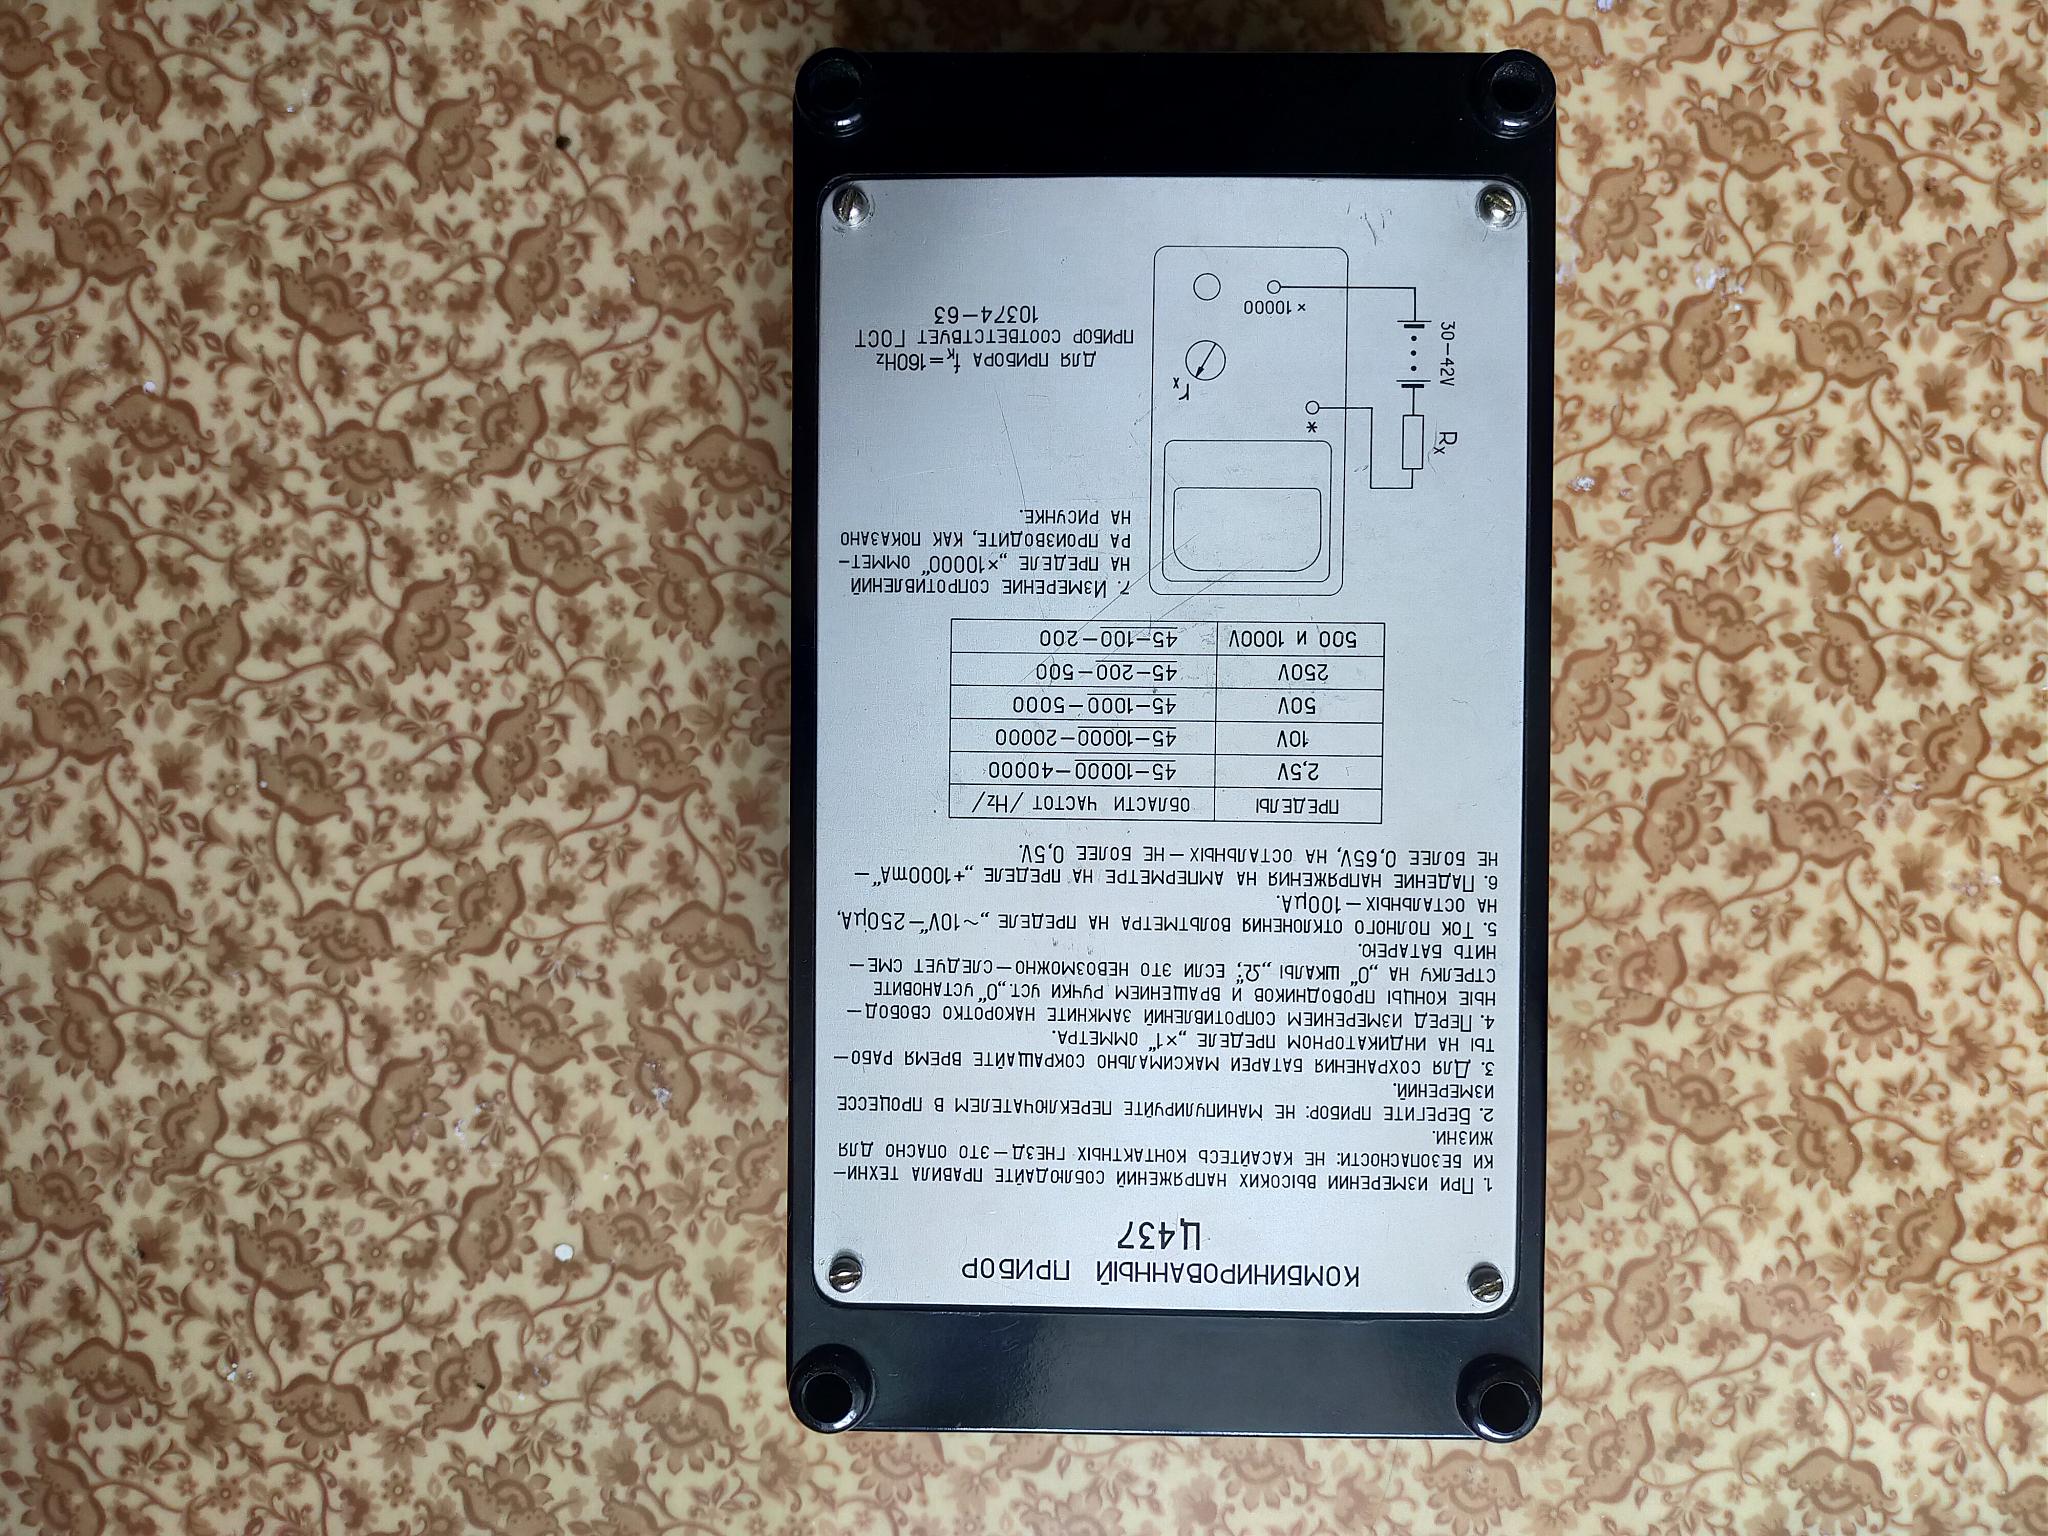 КОМБИНИРОВАННЫЙ ПРИБОР
Ц437
1. ПРИ ИЗМЕРЕНИИ ВЫСОКИХ НАПРЯЖЕНИЙ СОБЛЮДАЙТЕ ПРАВИЛА ТЕХНИ—
КИ БЕЗОПАСНОСТИ: НЕ КАСАЙТЕСЬ КОНТАКТНЫХ ГНЕЗД—ЭТО ОПАСНО ДЛЯ
ЖИЗНИ.
2. БЕРЕГИТЕ ПРИБОР: НЕ МАНИПУЛИРУЙТЕ ПЕРЕКЛЮЧАТЕЛЕМ В ПРОЦЕССЕ
ИЗМЕРЕНИЙ.
3. ДЛЯ СОХРАНЕНИЯ БАТАРЕИ МАКСИМАЛЬНО СОКРАЩАЙТЕ ВРЕМЯ РАБО—
ТЫ НА ИНДИКАТОРНОМ ПРЕДЕЛЕ „×1“ ОММЕТРА.
4. ПЕРЕД ИЗМЕРЕНИЕМ СОПРОТИВЛЕНИЙ ЗАМКНИТЕ НАКОРОТКО СВОБОД—
НЫЕ КОНЦЫ ПРОВОДНИКОВ И ВРАЩЕНИЕМ РУЧКИ УСТ.„0“ УСТАНОВИТЕ
СТРЕЛКУ НА „0“ ШКАЛЫ „Ω“; ЕСЛИ ЭТО НЕВОЗМОЖНО—СЛЕДУЕТ СМЕ—
НИТЬ БАТАРЕЮ.
5. ТОК ПОЛНОГО ОТКЛОНЕНИЯ ВОЛЬТМЕТРА НА ПРЕДЕЛЕ „~10V“—250μA,
НА ОСТАЛЬНЫХ—100μA.
6. ПАДЕНИЕ НАПРЯЖЕНИЯ НА АМПЕРМЕТРЕ НА ПРЕДЕЛЕ „+1000mA“—
НЕ БОЛЕЕ 0,65V, НА ОСТАЛЬНЫХ—НЕ БОЛЕЕ 0,5V.
ПРЕДЕЛЫ ОБЛАСТИ ЧАСТОТ /Hz/
2,5V 45—10000—40000
10V 45—10000—20000
50V 45—1000—5000
250V 45—200—500
500 И 1000V 45—100—200
7. ИЗМЕРЕНИЕ СОПРОТИВЛЕНИЙ
НА ПРЕДЕЛЕ „×10000“ ОММЕТ—
РА ПРОИЗВОДИТЕ, КАК ПОКАЗАНО
НА РИСУНКЕ.
Rx
*
30—42V
rx
× 10000
ДЛЯ ПРИБОРА fк=160Hz
ПРИБОР СООТВЕТСТВУЕТ ГОСТ
10374—63